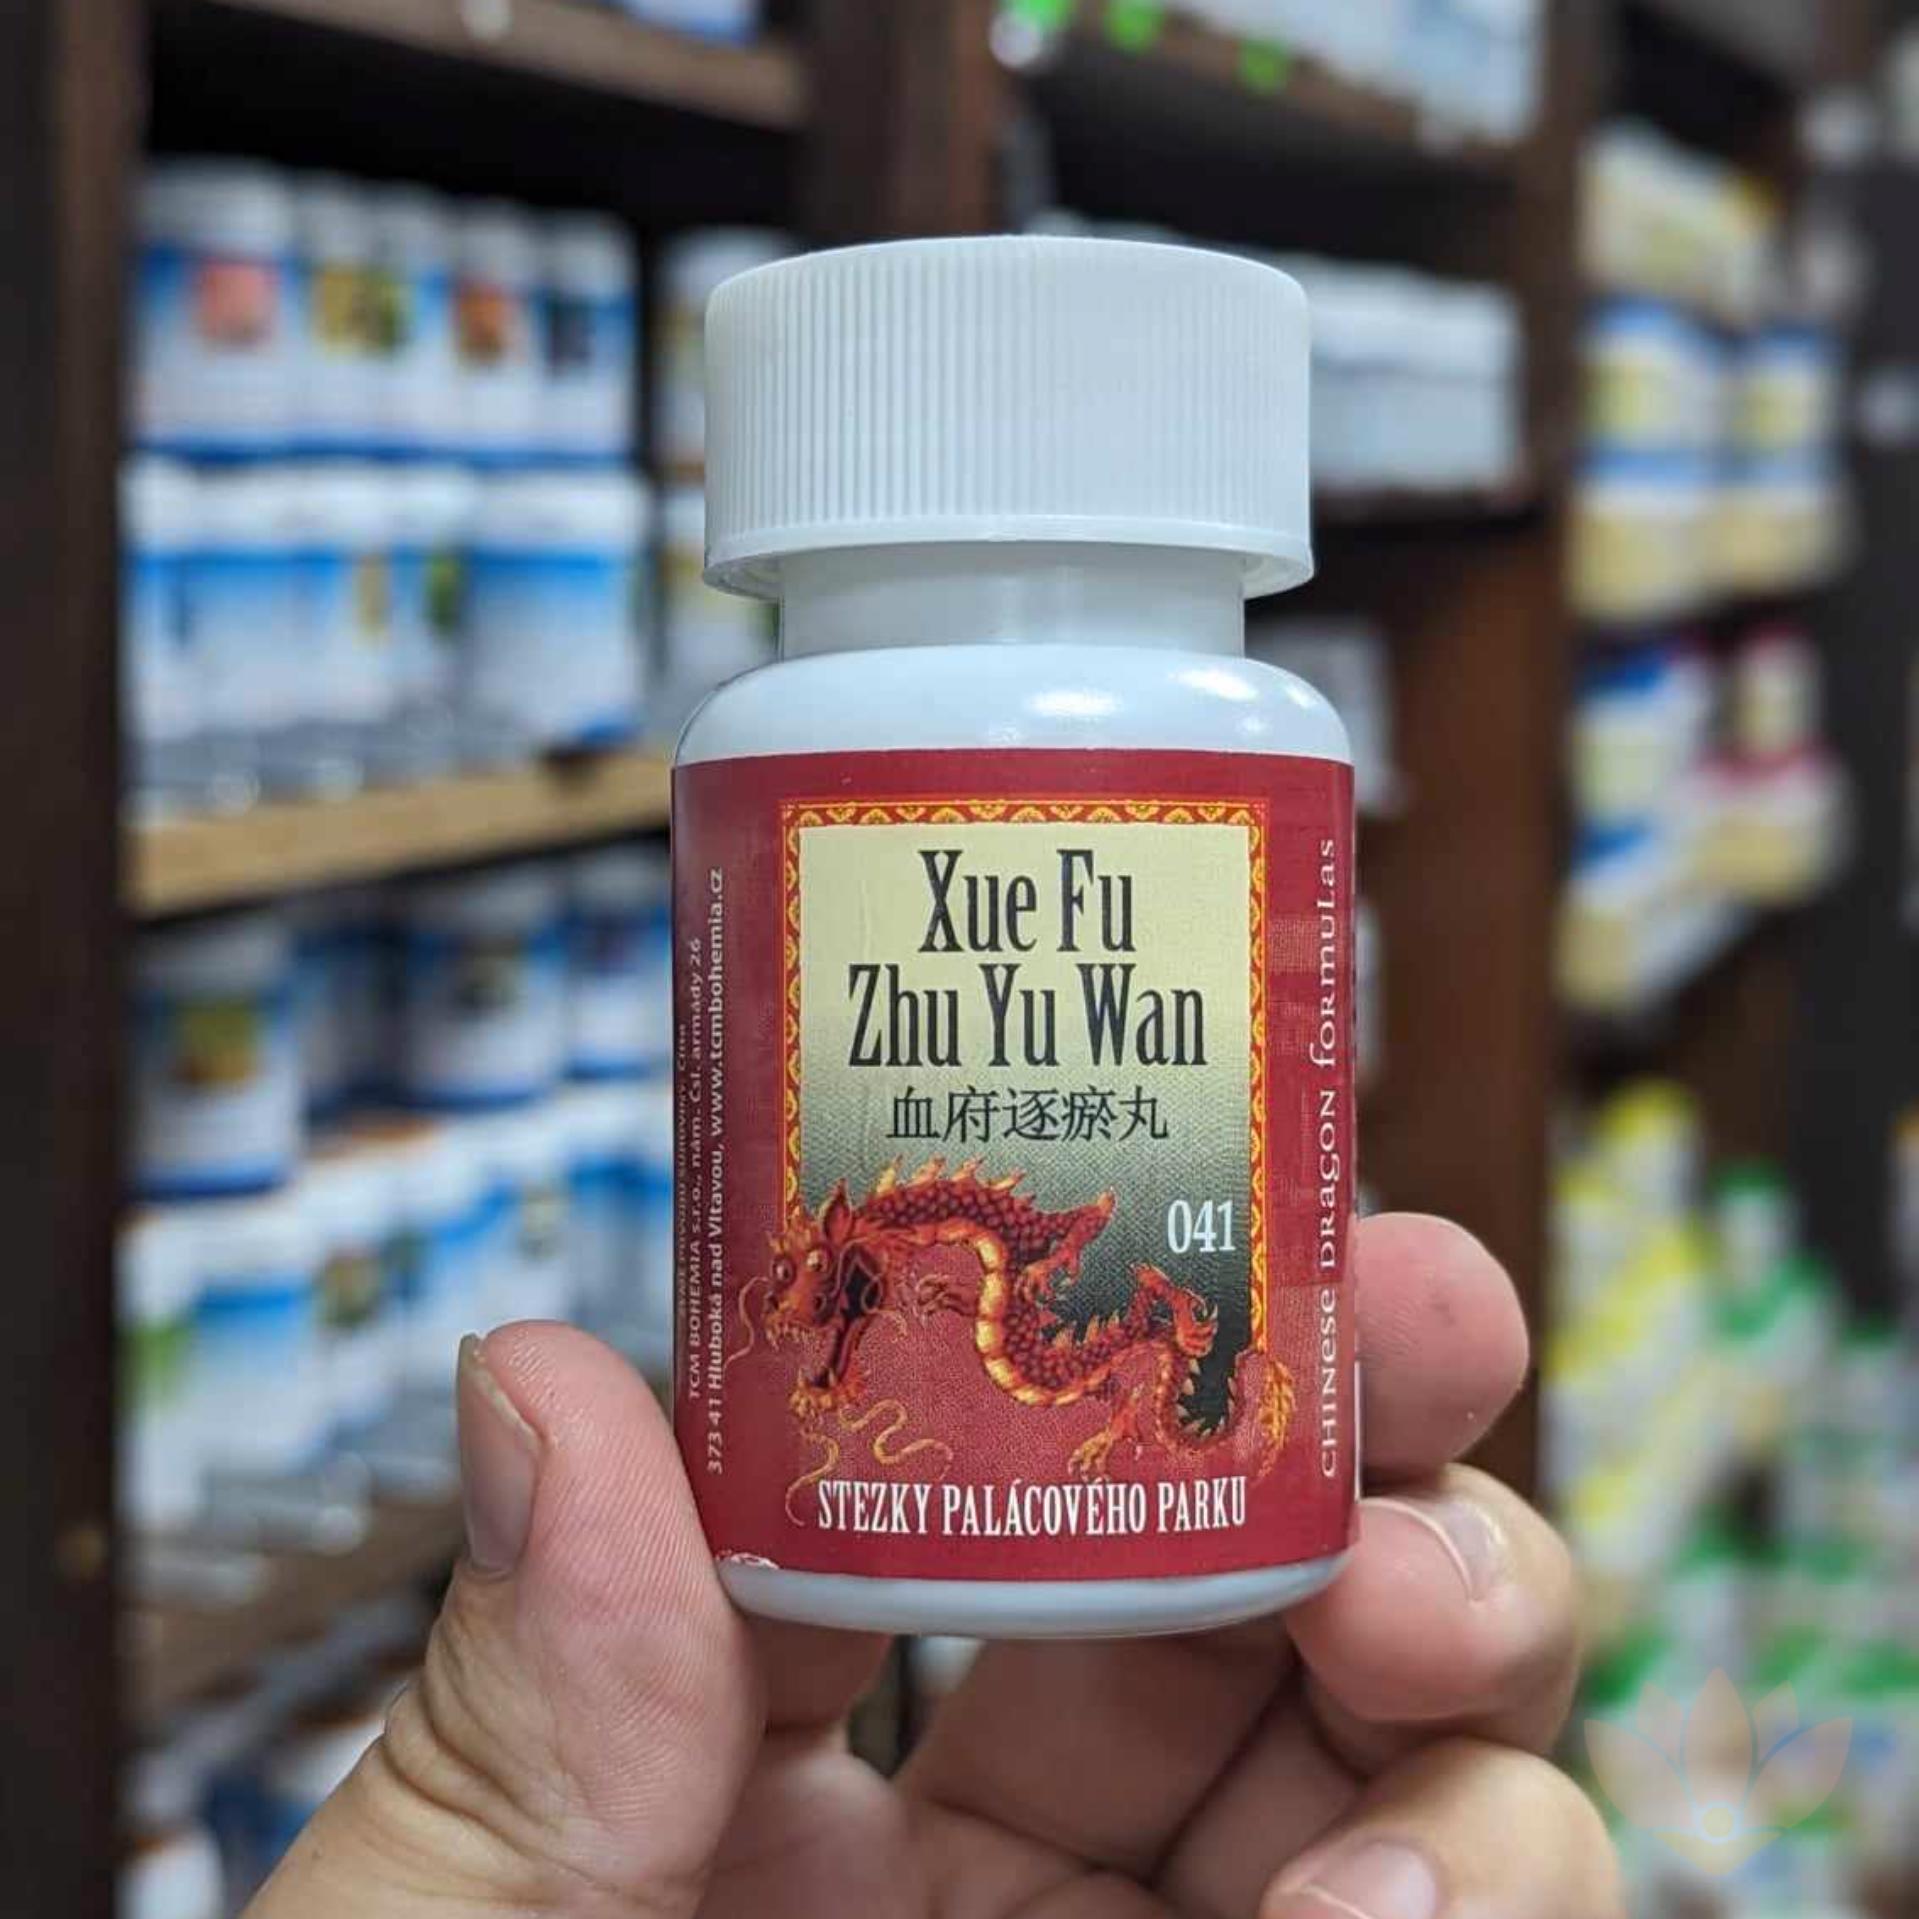 Xue Fu
Zhu Yu Wan
血府逐瘀丸
041
STEZKY PALÁCOVÉHO PARKU
CHINESE DRAGON FORMULAS
TCM BOHEMIA s.r.o., nám. Čsl. armády 26
373 41 Hluboká nad Vltavou, www.tcmbohemia.cz